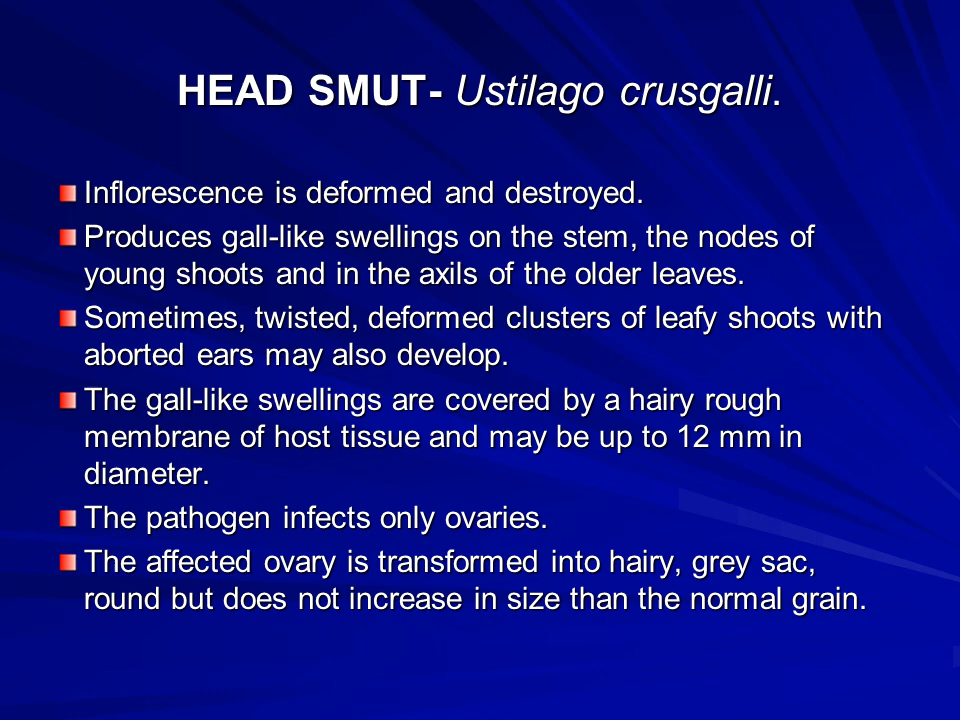 HEAD SMUT- Ustilago crusgalli.
Inflorescence is deformed and destroyed.
Produces gall-like swellings on the stem, the nodes of
young shoots and in the axils of the older leaves.
Sometimes, twisted, deformed clusters of leafy shoots with
aborted ears may also develop.
The gall-like swellings are covered by a hairy rough
membrane of host tissue and may be up to 12 mm in
diameter.
The pathogen infects only ovaries.
The affected ovary is transformed into hairy, grey sac,
round but does not increase in size than the normal grain.